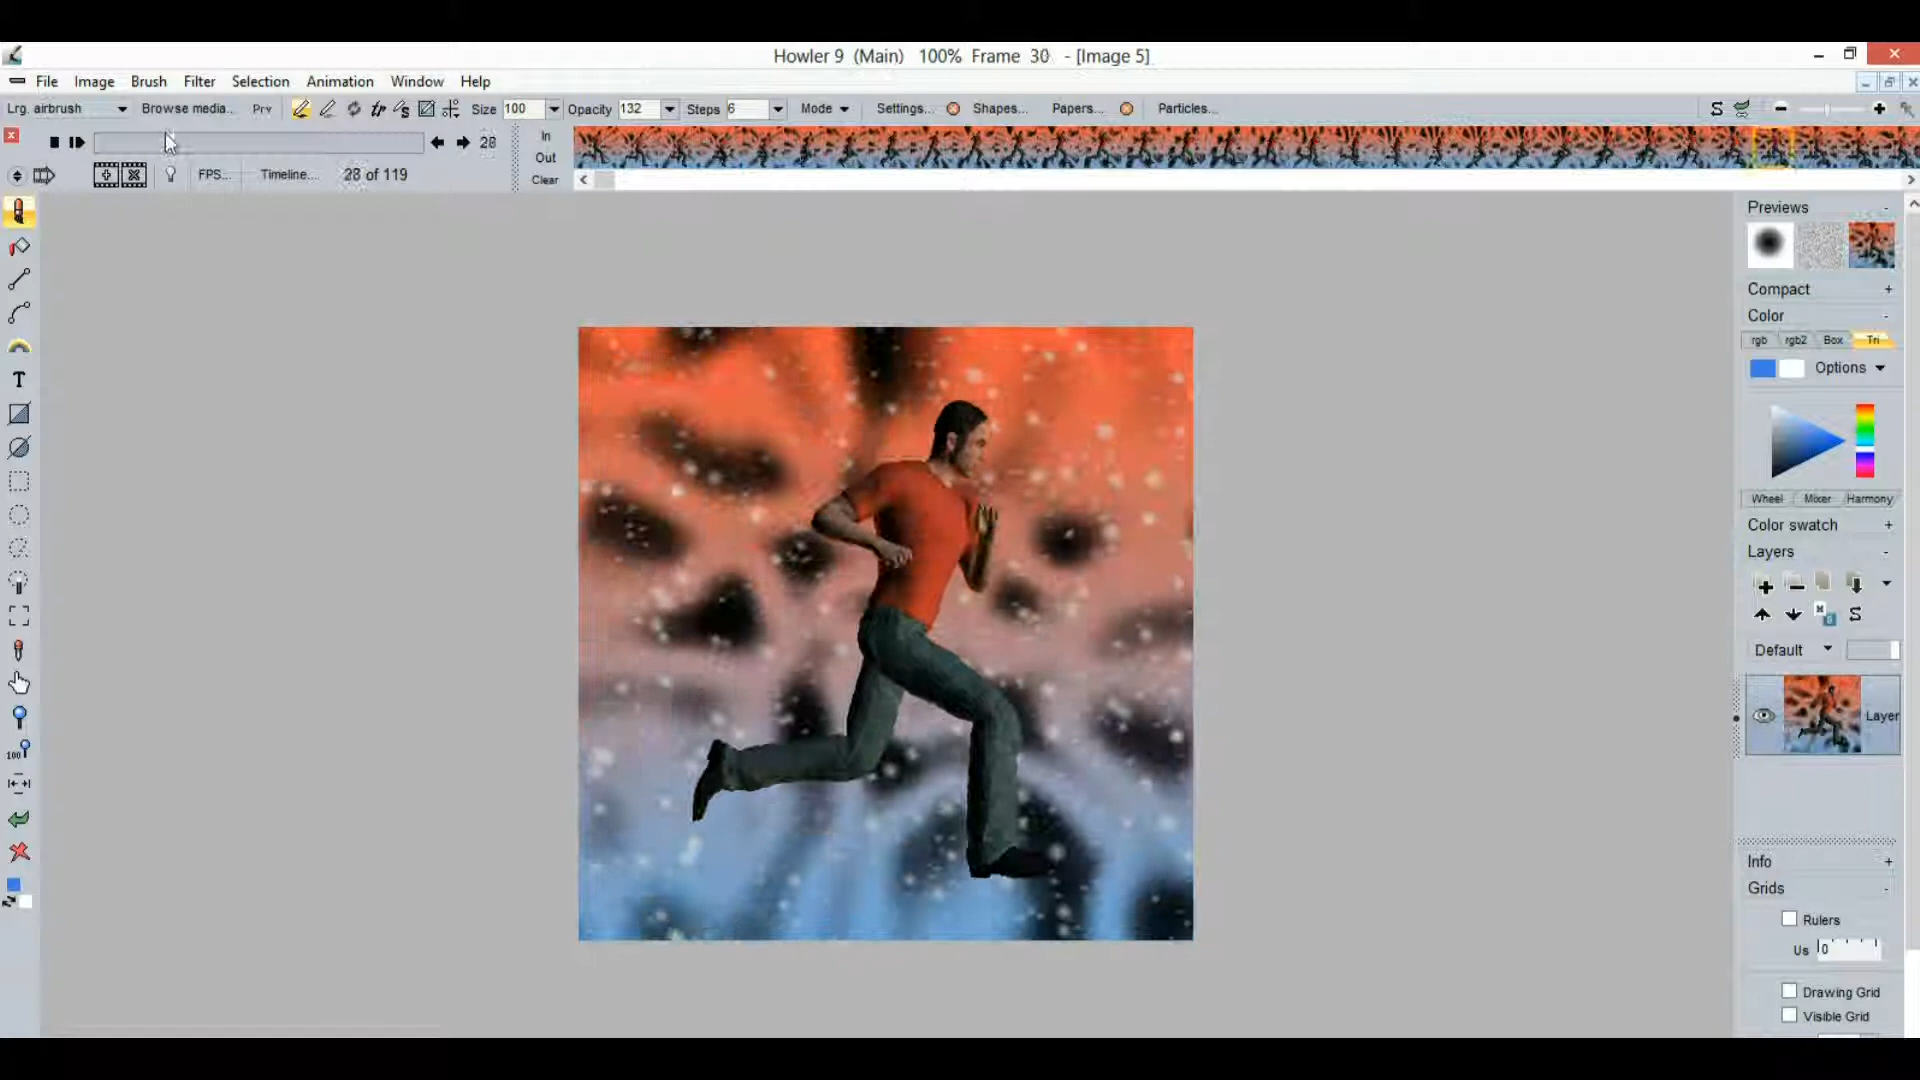 Howler 9 (Main) 100% Frame 30 - [Image 5]
File Image Brush Filter Selection Animation Window Help
Lrg. airbrush Browse media... Prv Size 100 Opacity 132 Steps 6 Mode Settings... Shapes... Papers... Particles...
28
In
Out
Clear
FPS... Timeline... 28 of 119
Previews
Compact
Color
rgb rgb2 Box Tri
Options
Wheel Mixer Harmony
Color swatch
Layers
Default
Layer
T
100
Info
Grids
Rulers
Us 0
Drawing Grid
Visible Grid